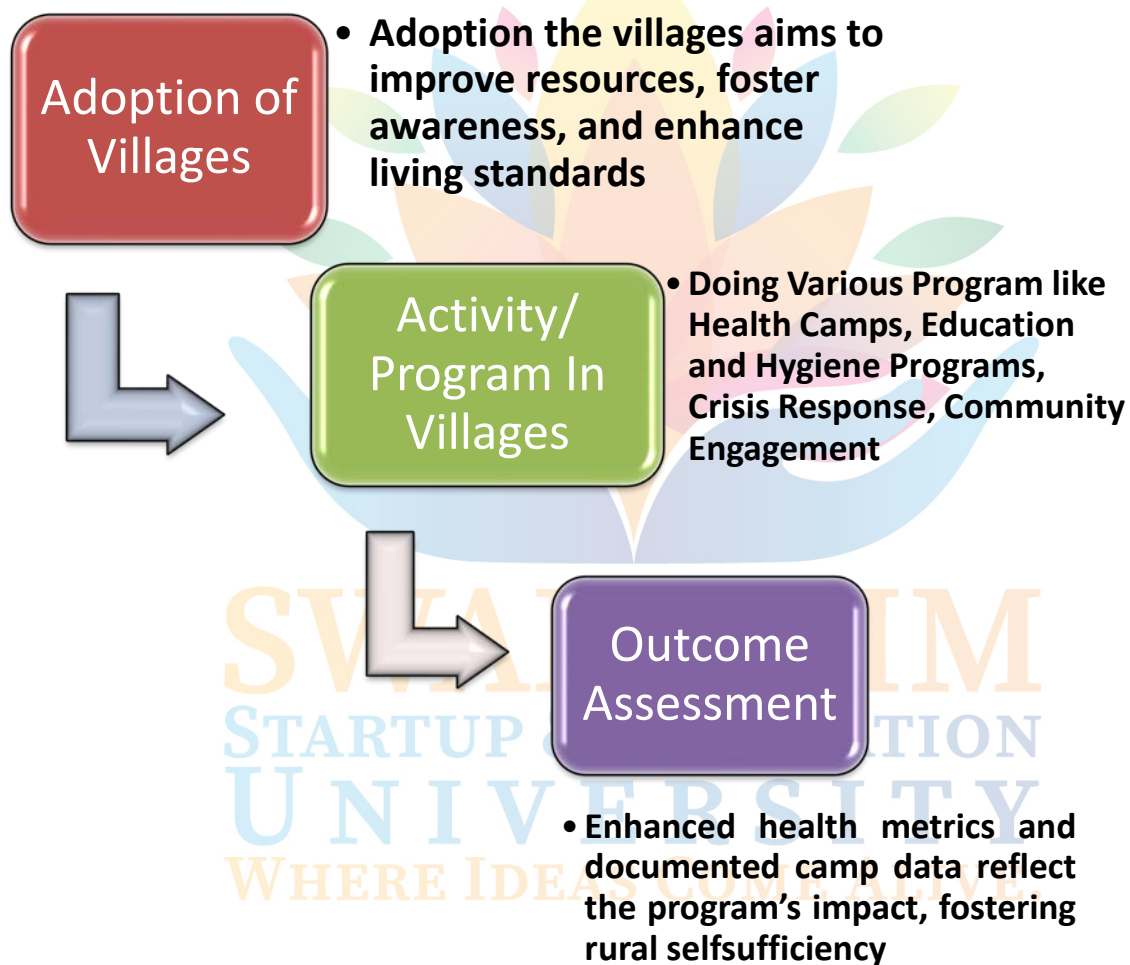 Adoption of
Villages
• Adoption the villages aims to
improve resources, foster
awareness, and enhance
living standards
Activity/
Program In
Villages
• Doing Various Program like
Health Camps, Education
and Hygiene Programs,
Crisis Response, Community
Engagement
Outcome
Assessment
• Enhanced health metrics and
documented camp data reflect
the program's impact, fostering
rural selfsufficiency
STARTUP
UNIVERSITY
WHERE IDEAS COME ALIVE.